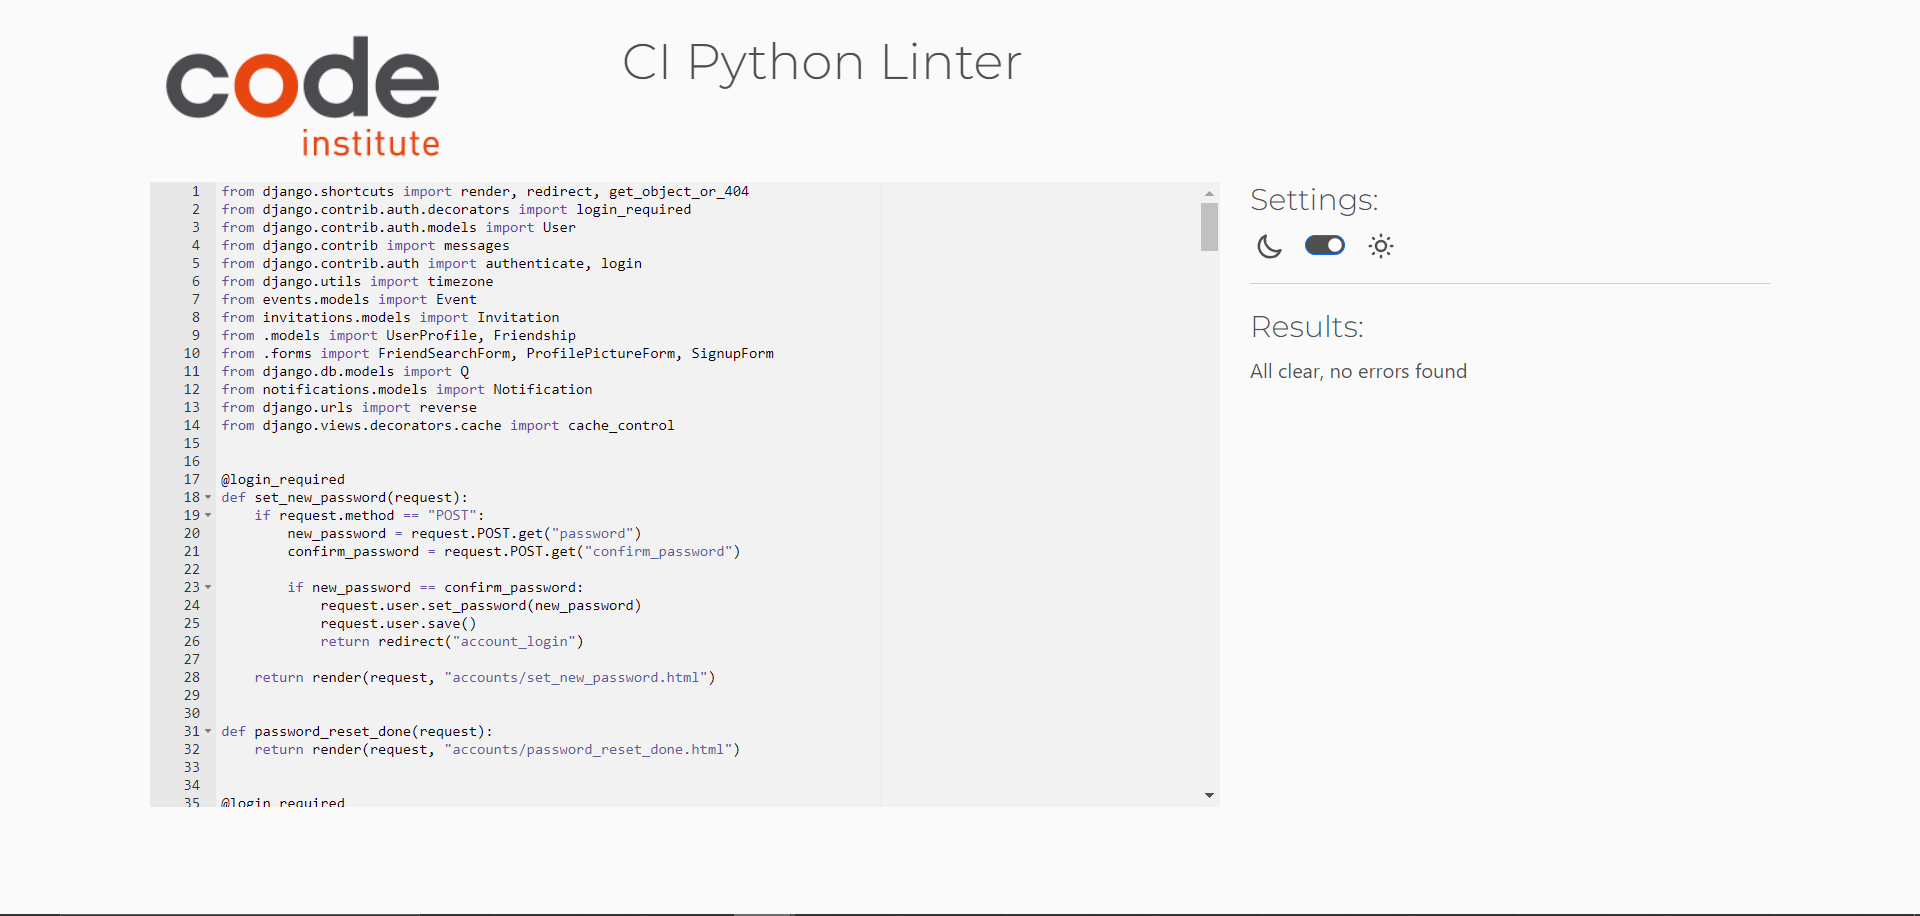 code
institute
CI Python Linter
1 from django.shortcuts import render, redirect, get_object_or_404
2 from django.contrib.auth.decorators import login_required
3 from django.contrib.auth.models import User
4 from django.contrib import messages
5 from django.contrib.auth import authenticate, login
6 from django.utils import timezone
7 from events.models import Event
8 from invitations.models import Invitation
9 from .models import UserProfile, Friendship
10 from .forms import FriendSearchForm, ProfilePictureForm, SignupForm
11 from django.db.models import Q
12 from notifications.models import Notification
13 from django.urls import reverse
14 from django.views.decorators.cache import cache_control
15
16
17 @login_required
18 def set_new_password(request):
19     if request.method == "POST":
20         new_password = request.POST.get("password")
21         confirm_password = request.POST.get("confirm_password")
22
23         if new_password == confirm_password:
24             request.user.set_password(new_password)
25             request.user.save()
26             return redirect("account_login")
27
28     return render(request, "accounts/set_new_password.html")
29
30
31 def password_reset_done(request):
32     return render(request, "accounts/password_reset_done.html")
33
34
35 @login_required
Settings:
Results:
All clear, no errors found